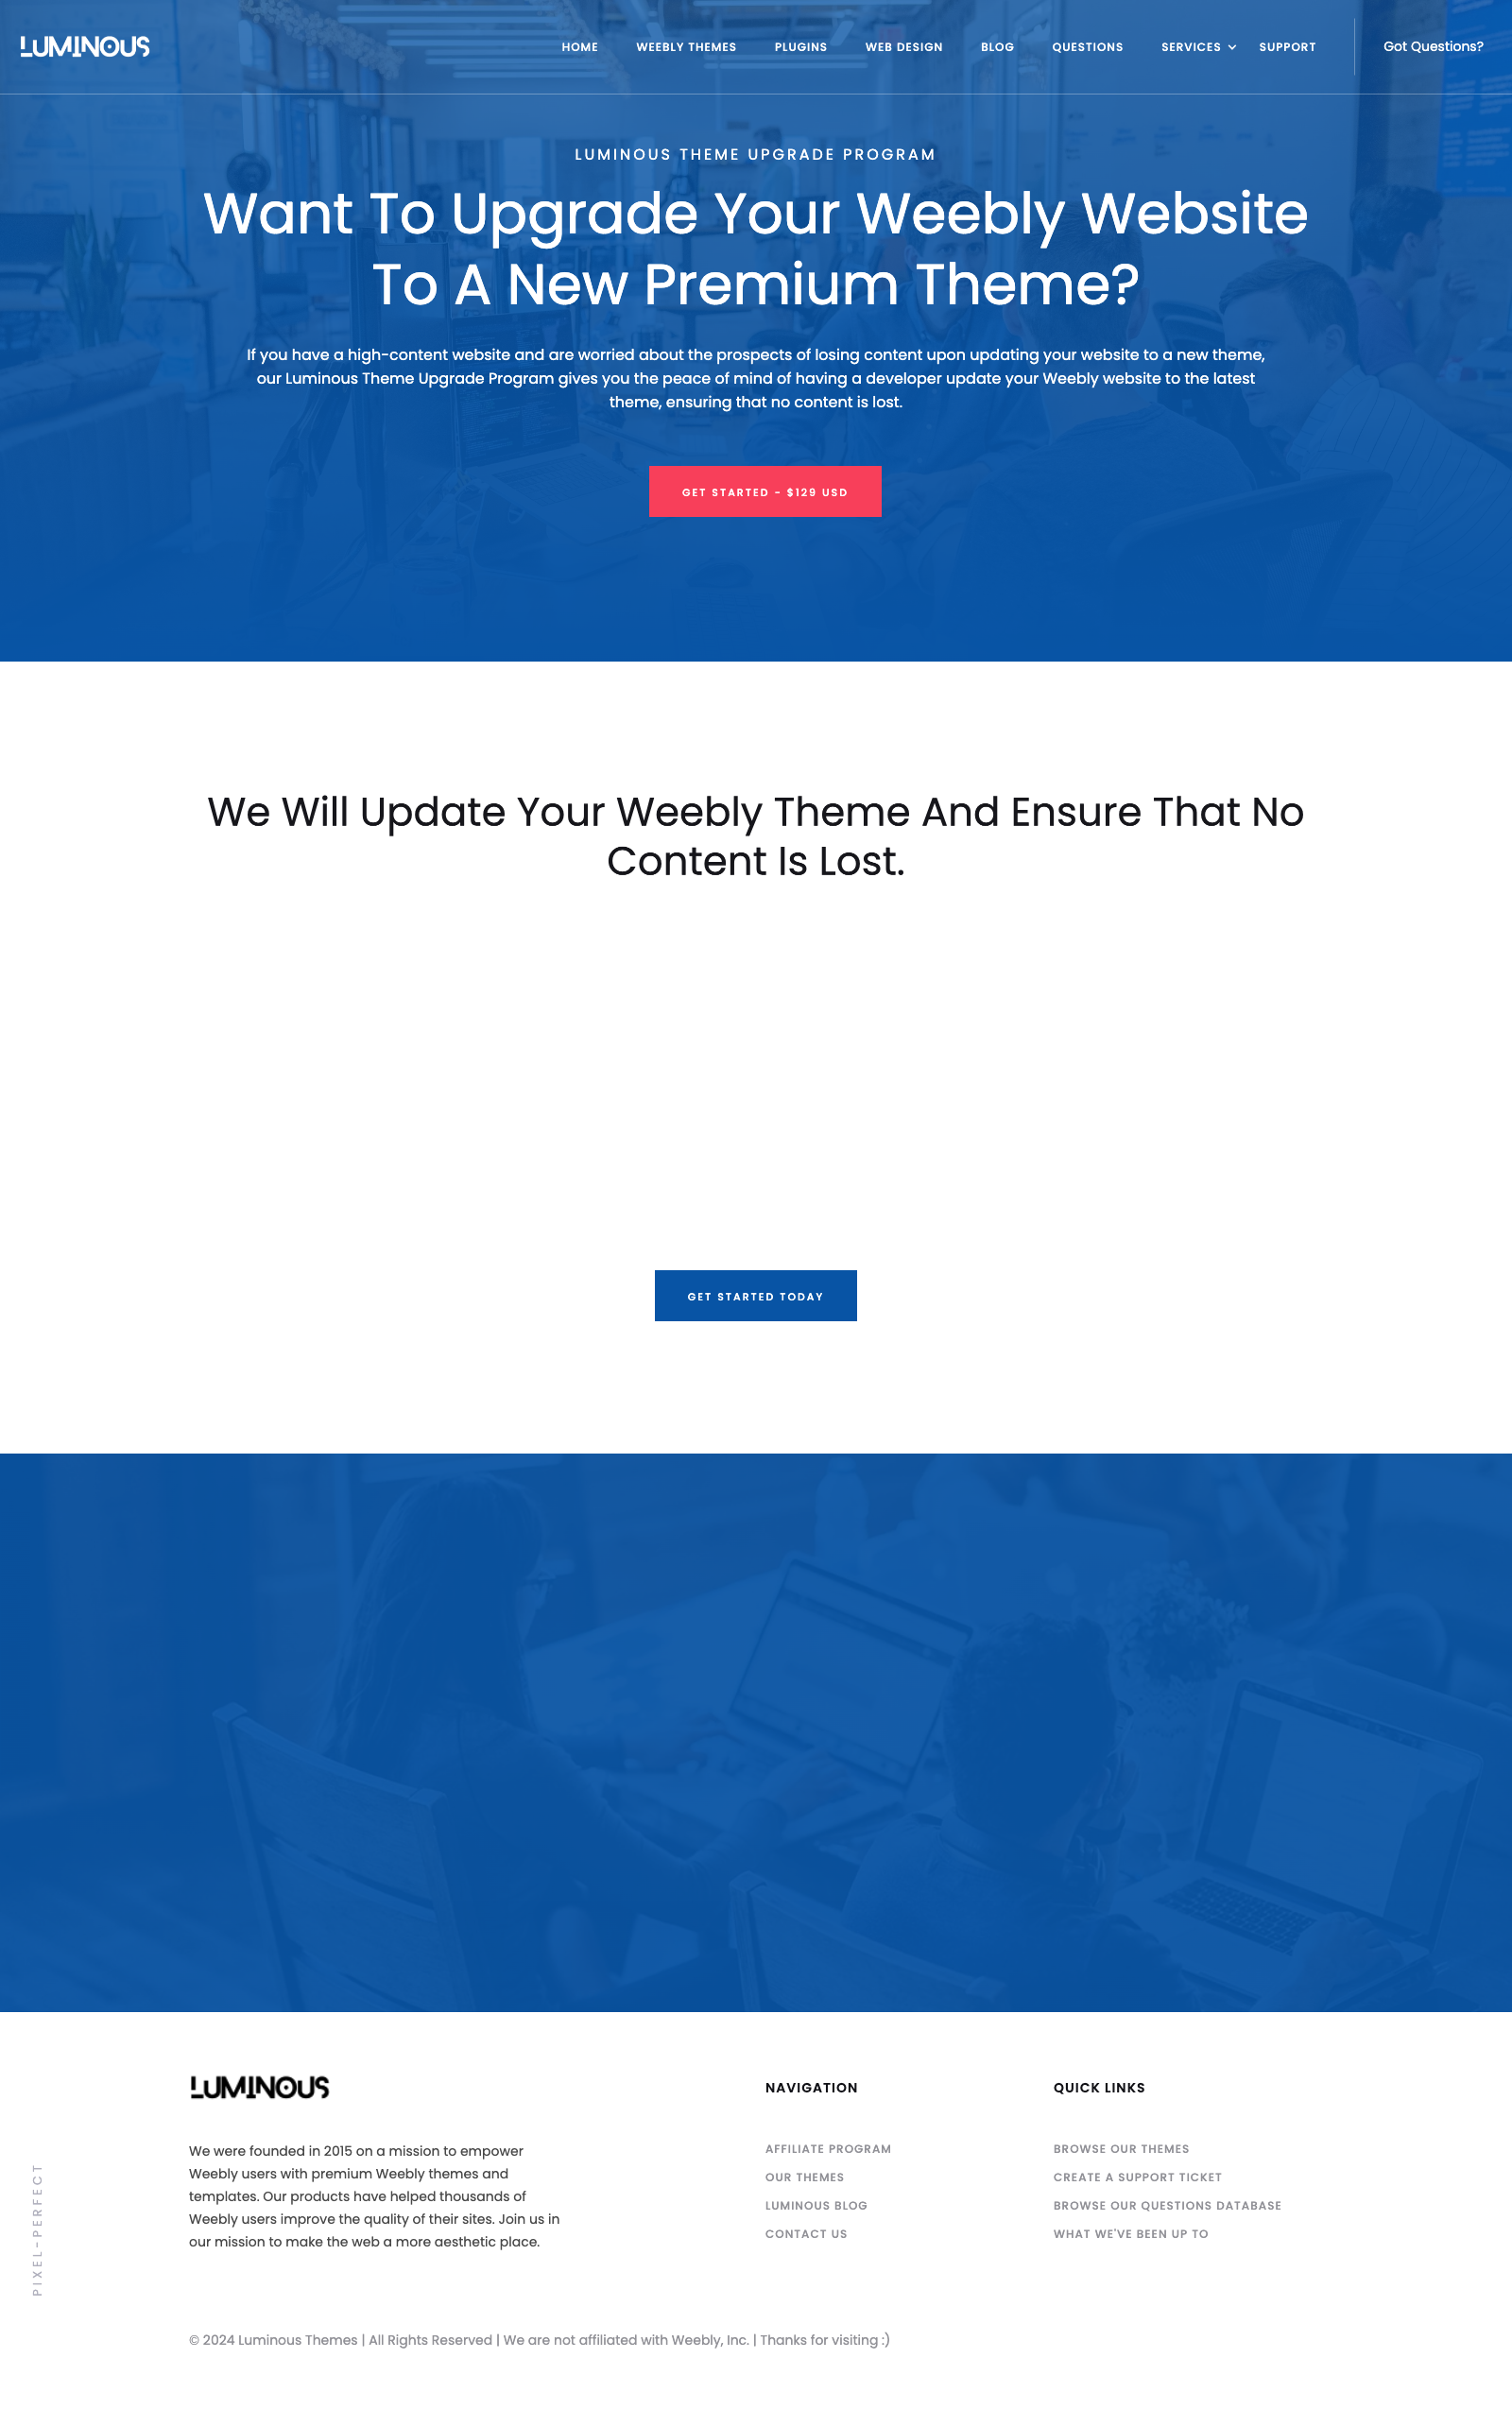 LUMINOUS
HOME WEEBLY THEMES PLUGINS WEB DESIGN BLOG QUESTIONS SERVICES SUPPORT Got Questions?
LUMINOUS THEME UPGRADE PROGRAM
Want To Upgrade Your Weebly Website
To A New Premium Theme?
If you have a high-content website and are worried about the prospects of losing content upon updating your website to a new theme,
our Luminous Theme Upgrade Program gives you the peace of mind of having a developer update your Weebly website to the latest
theme, ensuring that no content is lost.
GET STARTED - $129 USD
We Will Update Your Weebly Theme And Ensure That No
Content Is Lost.
GET STARTED TODAY
LUMINOUS
We were founded in 2015 on a mission to empower
Weebly users with premium Weebly themes and
templates. Our products have helped thousands of
Weebly users improve the quality of their sites. Join us in
our mission to make the web a more aesthetic place.
NAVIGATION
AFFILIATE PROGRAM
OUR THEMES
LUMINOUS BLOG
CONTACT US
QUICK LINKS
BROWSE OUR THEMES
CREATE A SUPPORT TICKET
BROWSE OUR QUESTIONS DATABASE
WHAT WE'VE BEEN UP TO
PIXEL-PERFECT
© 2024 Luminous Themes | All Rights Reserved | We are not affiliated with Weebly, Inc. | Thanks for visiting :)